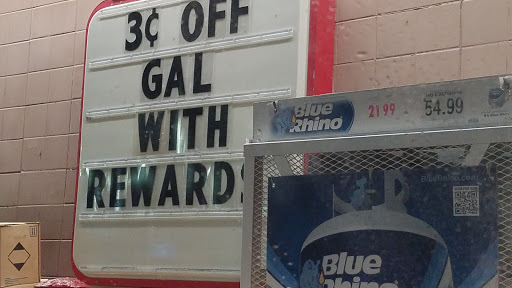 3¢ OFF
GAL
WITH
REWARDS
Blue Rhino
21 99
54.99
BlueRhino.com
Blue
Rhino